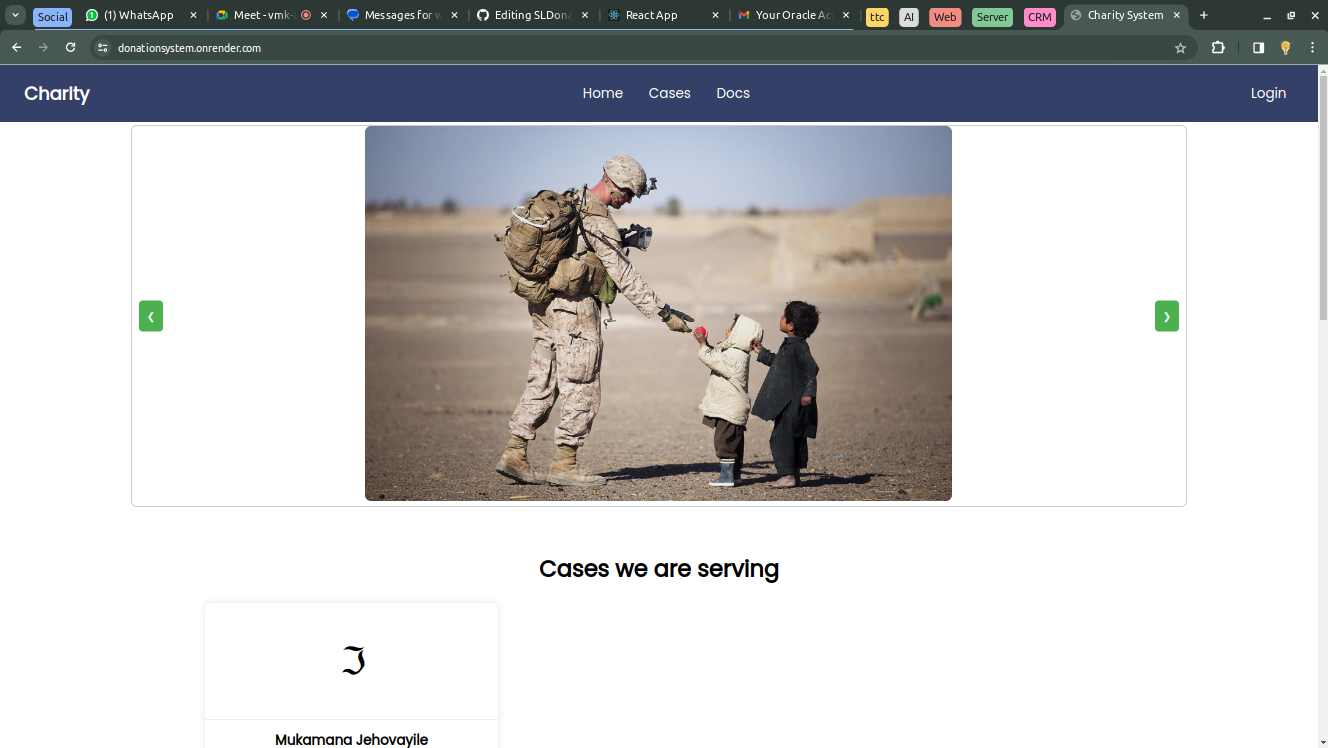 Social
(1) WhatsApp
Meet - vmk-
Messages for w
Editing SLDona
React App
Your Oracle Ac
ttc
AI
Web
Server
CRM
Charity System
donationsystem.onrender.com
Charity
Home
Cases
Docs
Login
❮
❯
Cases we are serving
ℑ
Mukamana Jehovayile